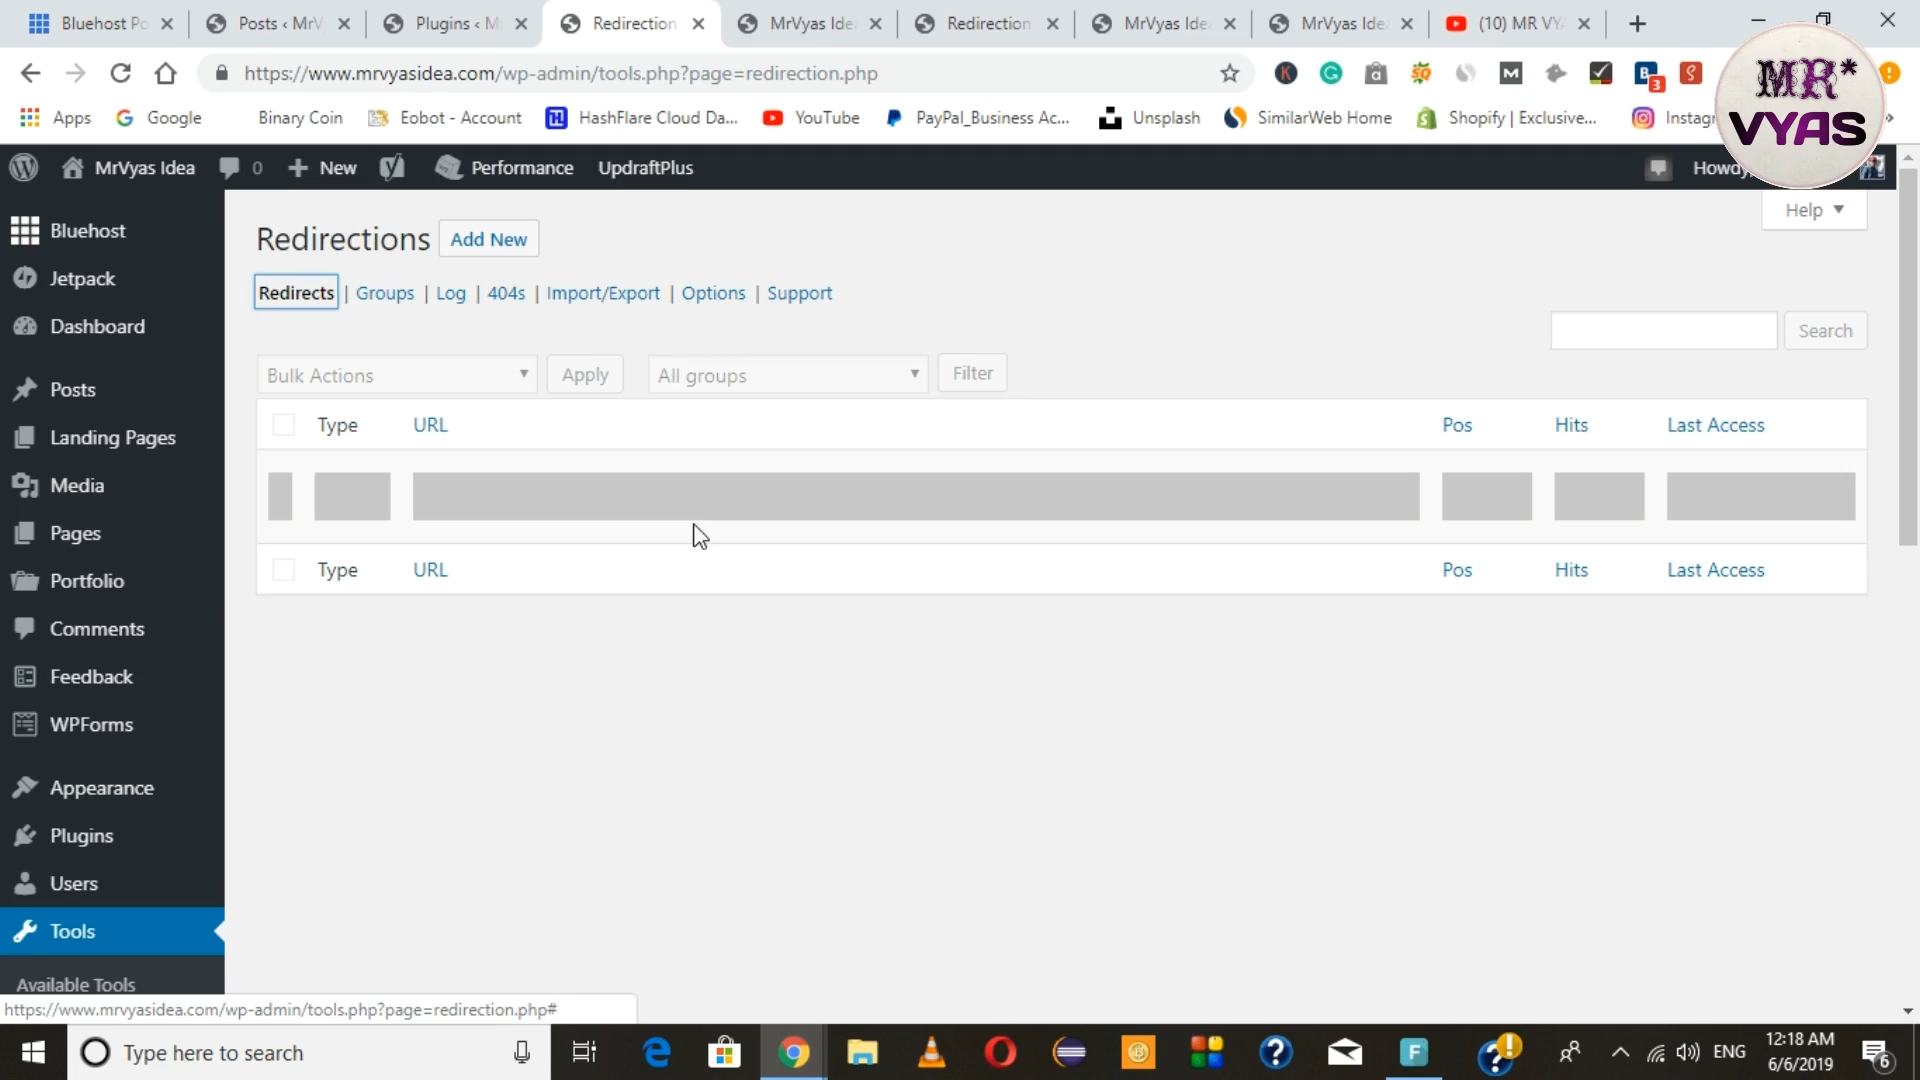 Bluehost Po
Posts ‹ MrV
Plugins ‹ M
Redirection
MrVyas Ide
Redirection
MrVyas Ide
MrVyas Ide
(10) MR VY
https://www.mrvyasidea.com/wp-admin/tools.php?page=redirection.php
3
MR*
VYAS
Apps
Google
Binary Coin
Eobot - Account
HashFlare Cloud Da...
YouTube
PayPal_Business Ac...
Unsplash
SimilarWeb Home
Shopify | Exclusive...
Instagr
MrVyas Idea
0
New
Performance
UpdraftPlus
Howdy,
Help
Bluehost
Jetpack
Dashboard
Posts
Landing Pages
Media
Pages
Portfolio
Comments
Feedback
WPForms
Appearance
Plugins
Users
Tools
Available Tools
Redirections Add New
Redirects | Groups | Log | 404s | Import/Export | Options | Support
Search
Bulk Actions Apply All groups Filter
Type URL Pos Hits Last Access
Type URL Pos Hits Last Access
https://www.mrvyasidea.com/wp-admin/tools.php?page=redirection.php#
Type here to search
F
ENG
12:18 AM
6/6/2019
6